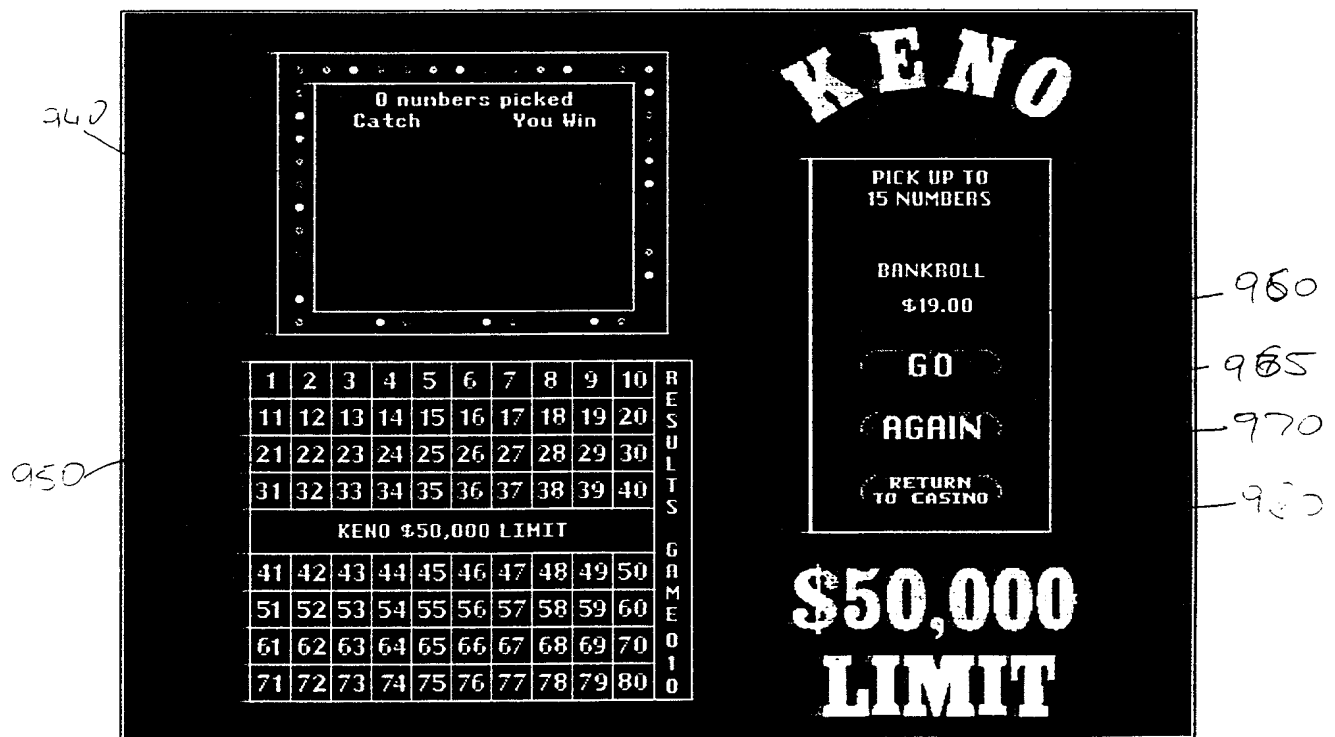 KENO
0 numbers picked
Catch You Win
PICK UP TO
15 NUMBERS
BANKROLL
$19.00
GO
AGAIN
RETURN
TO CASINO
1 2 3 4 5 6 7 8 9 10
11 12 13 14 15 16 17 18 19 20
21 22 23 24 25 26 27 28 29 30
31 32 33 34 35 36 37 38 39 40
KENO $50,000 LIMIT
41 42 43 44 45 46 47 48 49 50
51 52 53 54 55 56 57 58 59 60
61 62 63 64 65 66 67 68 69 70
71 72 73 74 75 76 77 78 79 80
RESULTS GAME 010
$50,000
LIMIT
940
950
960
965
970